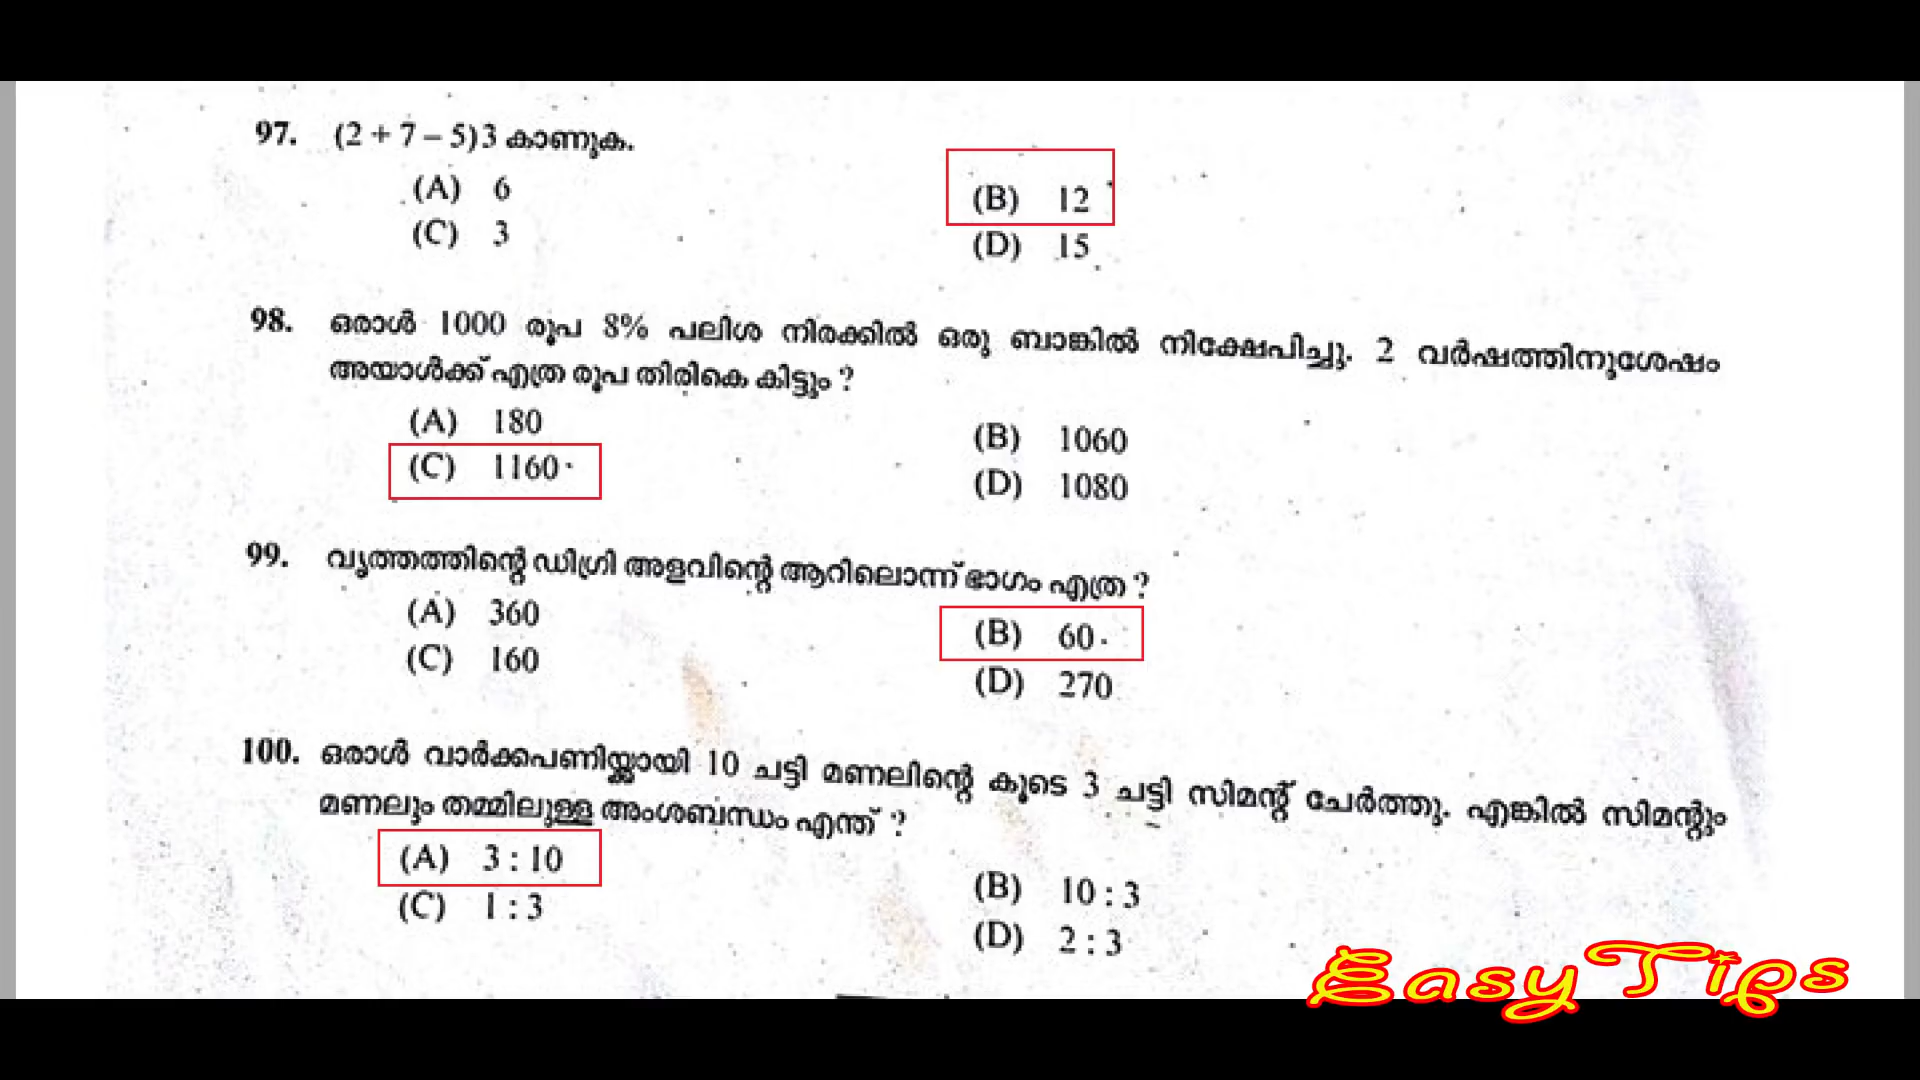 97. (2 + 7 – 5)3 കാണുക.
(A) 6 (B) 12
(C) 3 (D) 15
98. ഒരാൾ 1000 രൂപ 8% പലിശ നിരക്കിൽ ഒരു ബാങ്കിൽ നിക്ഷേപിച്ചു. 2 വർഷത്തിനുശേഷം
അയാൾക്ക് എത്ര രൂപ തിരികെ കിട്ടും ?
(A) 180 (B) 1060
(C) 1160 (D) 1080
99. വൃത്തത്തിന്റെ ഡിഗ്രി അളവിന്റെ ആറിലൊന്ന് ഭാഗം എത്ര ?
(A) 360 (B) 60
(C) 160 (D) 270
100. ഒരാൾ വാർക്കപണിയ്ക്കായി 10 ചട്ടി മണലിന്റെ കൂടെ 3 ചട്ടി സിമന്റ് ചേർത്തു. എങ്കിൽ സിമന്റും
മണലും തമ്മിലുള്ള അംശബന്ധം എന്ത് ?
(A) 3 : 10 (B) 10 : 3
(C) 1 : 3 (D) 2 : 3
Easy Tips